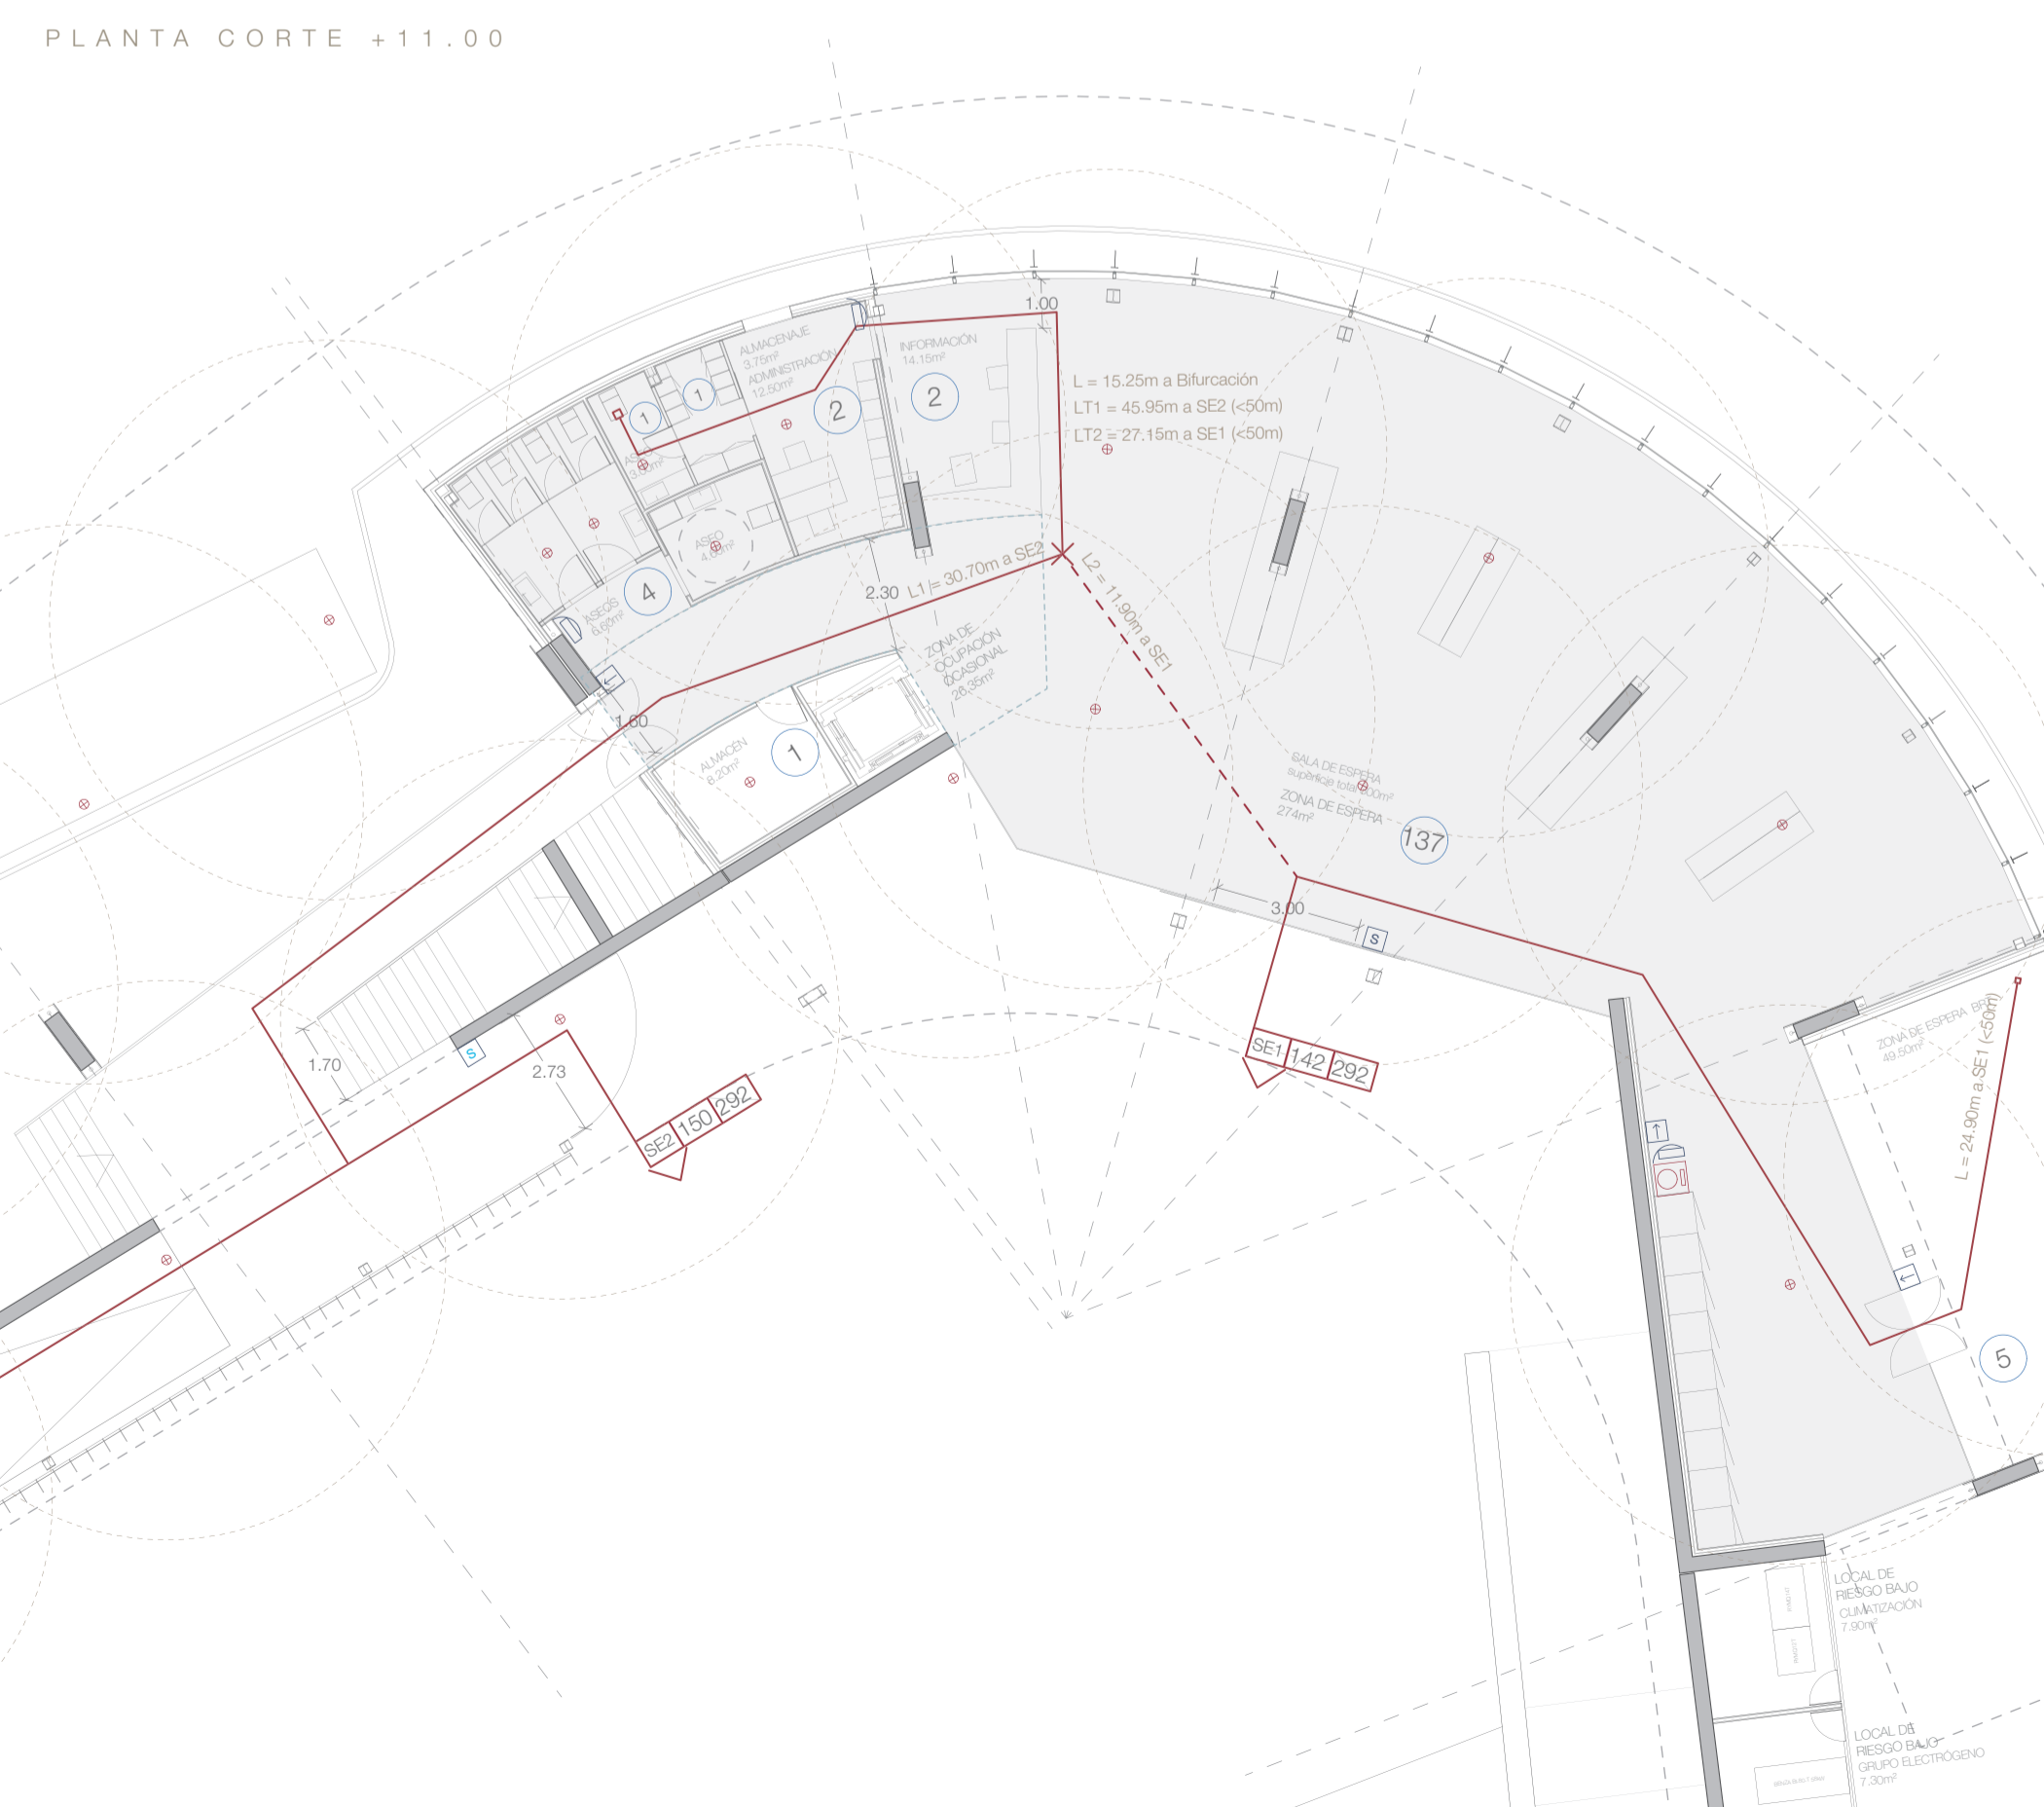 PLANTA CORTE +11.00
1.00
ALMACENAJE
3.75m²
ADMINISTRACIÓN
12.50m²
INFORMACIÓN
14.15m²
1
1
2
2
L = 15.25m a Bifurcación
LT1 = 45.95m a SE2 (<50m)
LT2 = 27.15m a SE1 (<50m)
ASEO
4
ASEOS
6.60m²
2.30
L1 = 30.70m a SE2
L2 = 11.90m a SE1
ZONA DE
OCUPACIÓN
OCASIONAL
26.35m²
1.60
ALMACÉN
8.20m²
1
SALA DE ESPERA
superficie total
ZONA DE ESPERA
274m²
137
3.00
S
SE1 142 292
1.70
S
2.73
SE2 150 292
ZONA DE ESPERA
49.50m²
L = 24.90m a SE1 (<50m)
5
LOCAL DE
RIESGO BAJO
CLIMATIZACIÓN
7.90m²
LOCAL DE
RIESGO BAJO
GRUPO ELECTRÓGENO
7.30m²